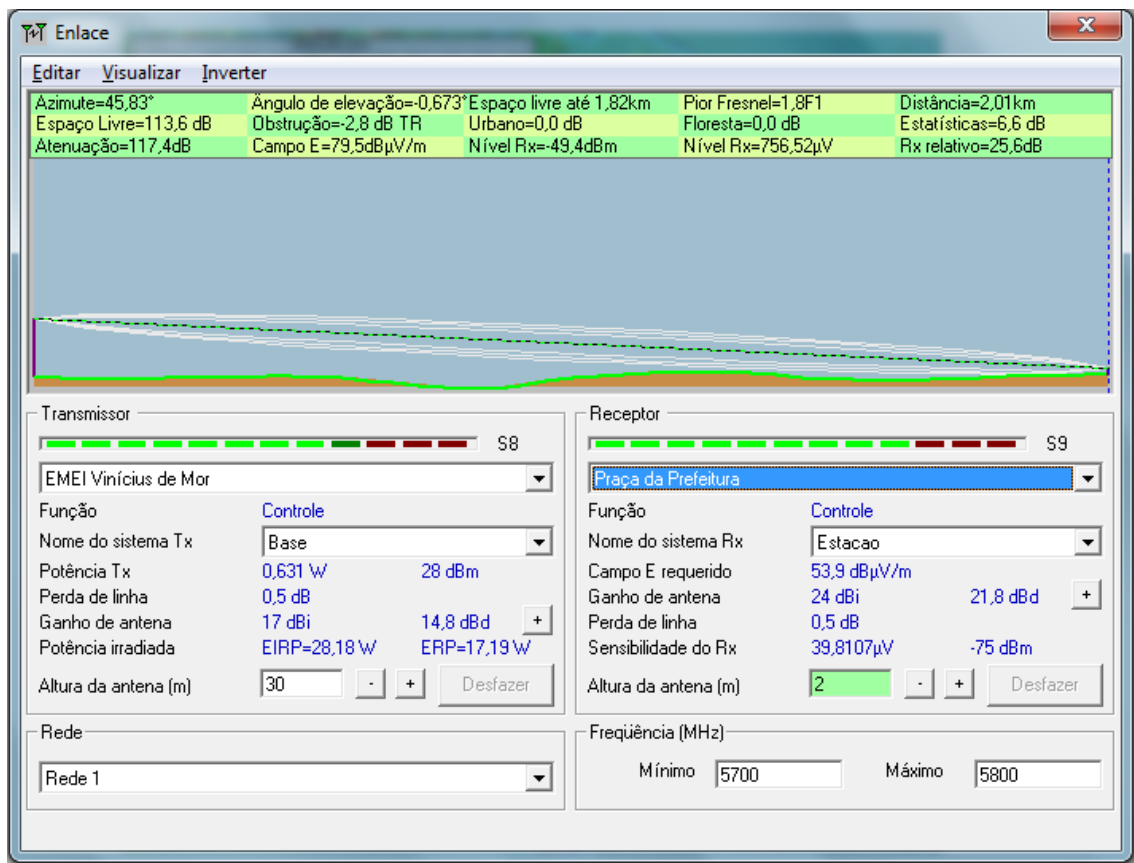 Enlace
Editar Visualizar Inverter
Azimute=45,83° Ângulo de elevação=-0,673° Espaço livre até 1,82km Pior Fresnel=1,8F1 Distância=2,01km
Espaço Livre=113,6 dB Obstrução=-2,8 dB TR Urbano=0,0 dB Floresta=0,0 dB Estatísticas=6,6 dB
Atenuação=117,4dB Campo E=79,5dBµV/m Nível Rx=-49,4dBm Nível Rx=756,52µV Rx relativo=25,6dB
Transmissor
S8
EMEI Vinícius de Mor
Função Controle
Nome do sistema Tx Base
Potência Tx 0,631 W 28 dBm
Perda de linha 0,5 dB
Ganho de antena 17 dBi 14,8 dBd +
Potência irradiada EIRP=28,18 W ERP=17,19 W
Altura da antena (m) 30 - + Desfazer
Receptor
S9
Praça da Prefeitura
Função Controle
Nome do sistema Rx Estacao
Campo E requerido 53,9 dBµV/m
Ganho de antena 24 dBi 21,8 dBd +
Perda de linha 0,5 dB
Sensibilidade do Rx 39,8107µV -75 dBm
Altura da antena (m) 2 - + Desfazer
Rede
Rede 1
Freqüência (MHz)
Mínimo 5700 Máximo 5800